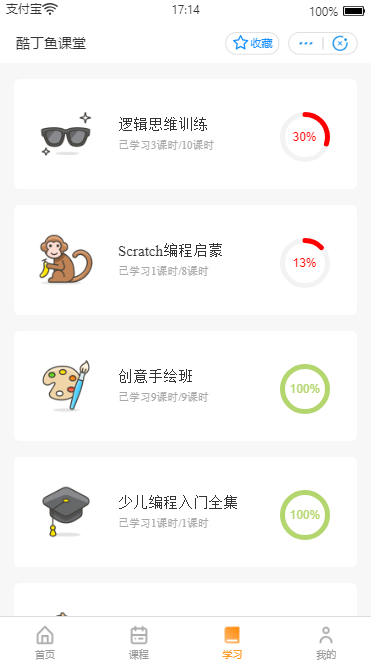 支付宝 17:14 100%
酷丁鱼课堂 收藏
逻辑思维训练
已学习3课时/10课时
30%
Scratch编程启蒙
已学习1课时/8课时
13%
创意手绘班
已学习9课时/9课时
100%
少儿编程入门全集
已学习1课时/1课时
100%
首页 课程 学习 我的